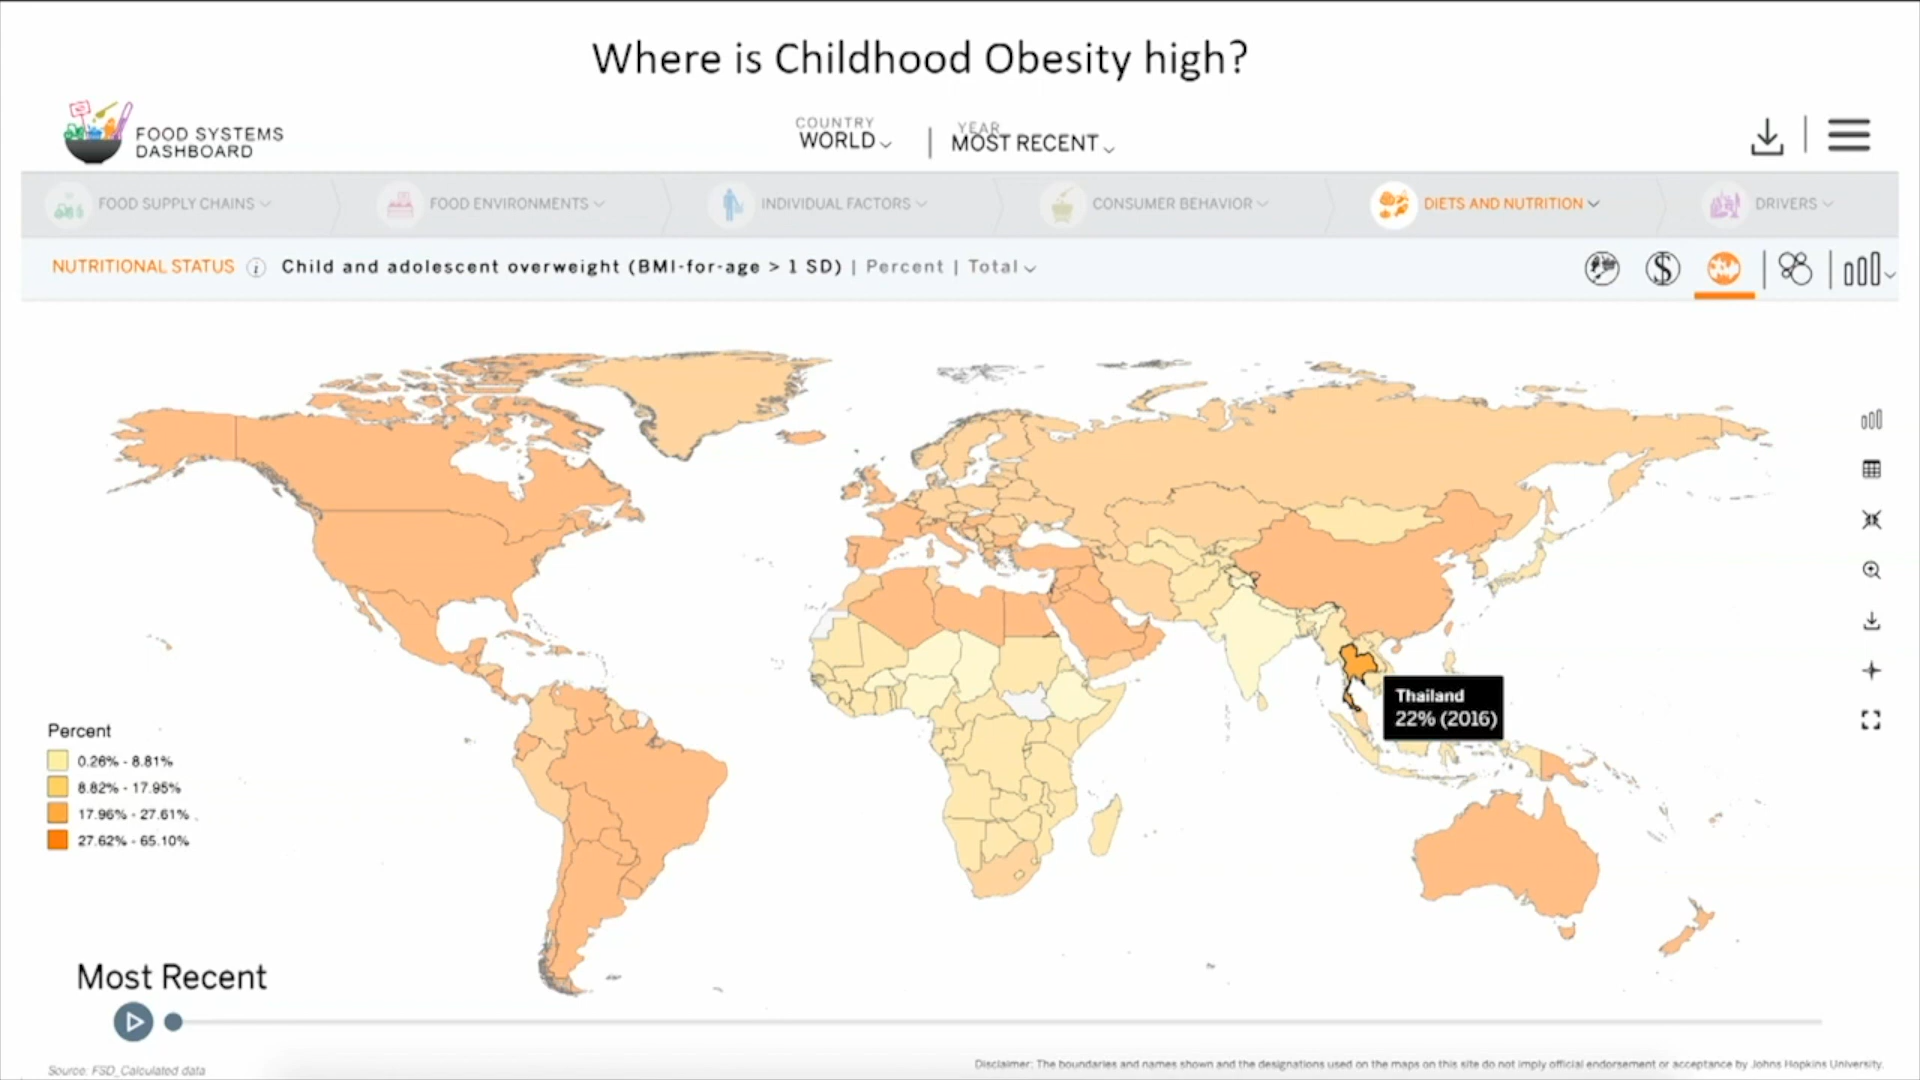 Where is Childhood Obesity high?
FOOD SYSTEMS
DASHBOARD
COUNTRY
WORLD
YEAR
MOST RECENT
FOOD SUPPLY CHAINS
FOOD ENVIRONMENTS
INDIVIDUAL FACTORS
CONSUMER BEHAVIOR
DIETS AND NUTRITION
DRIVERS
NUTRITIONAL STATUS i Child and adolescent overweight (BMI-for-age > 1 SD) | Percent | Total
Thailand
22% (2016)
Percent
0.26% - 8.81%
8.82% - 17.95%
17.96% - 27.61%
27.62% - 65.10%
Most Recent
Source: FSD_Calculated data
Disclaimer: The boundaries and names shown and the designations used on the maps on this site do not imply official endorsement or acceptance by Johns Hopkins University.